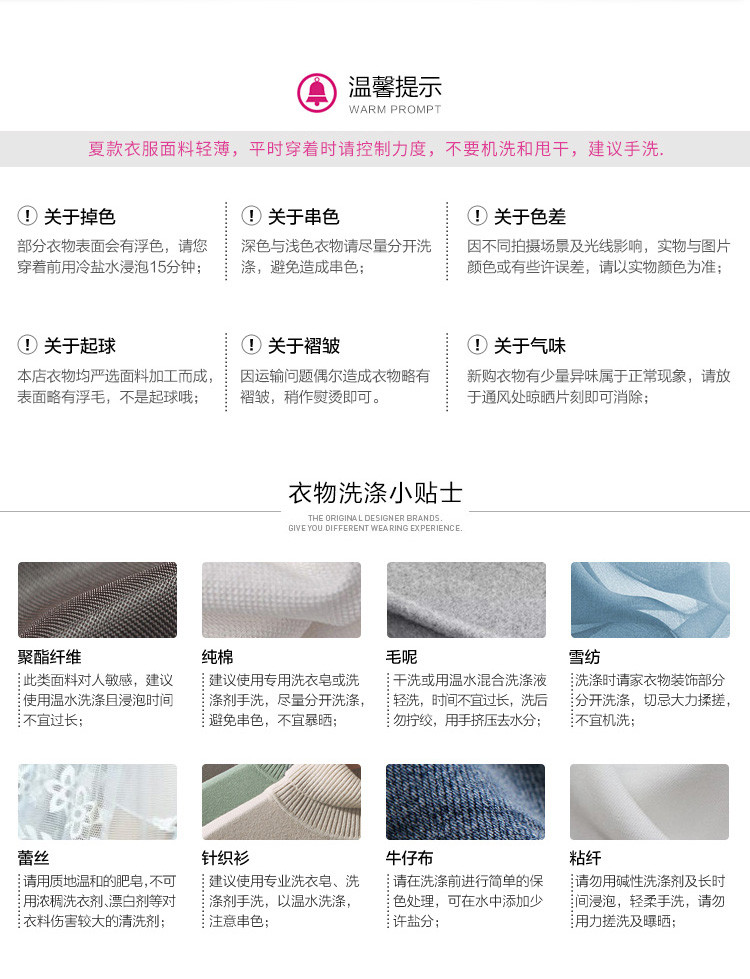 温馨提示
WARM PROMPT
夏款衣服面料轻薄，平时穿着时请控制力度，不要机洗和甩干，建议手洗.
! 关于掉色
部分衣物表面会有浮色，请您
穿着前用冷盐水浸泡15分钟；
! 关于串色
深色与浅色衣物请尽量分开洗
涤，避免造成串色；
! 关于色差
因不同拍摄场景及光线影响，实物与图片
颜色或有些许误差，请以实物颜色为准；
! 关于起球
本店衣物均严选面料加工而成，
表面略有浮毛，不是起球哦；
! 关于褶皱
因运输问题偶尔造成衣物略有
褶皱，稍作熨烫即可。
! 关于气味
新购衣物有少量异味属于正常现象，请放
于通风处晾晒片刻即可消除；
衣物洗涤小贴士
THE ORIGINAL DESIGNER BRANDS.
GIVE YOU DIFFERENT WEARING EXPERIENCE.
聚酯纤维
此类面料对人敏感，建议
使用温水洗涤且浸泡时间
不宜过长；
纯棉
建议使用专用洗衣皂或洗
涤剂手洗，尽量分开洗涤，
避免串色，不宜暴晒；
毛呢
干洗或用温水混合洗涤液
轻洗，时间不宜过长，洗后
勿拧绞，用手挤压去水分；
雪纺
洗涤时请家衣物装饰部分
分开洗涤，切忌大力揉搓，
不宜机洗；
蕾丝
请用质地温和的肥皂,不可
用浓稠洗衣剂、漂白剂等对
衣料伤害较大的清洗剂；
针织衫
建议使用专业洗衣皂、洗
涤剂手洗，以温水洗涤，
注意串色；
牛仔布
请在洗涤前进行简单的保
色处理，可在水中添加少
许盐分；
粘纤
请勿用碱性洗涤剂及长时
间浸泡，轻柔手洗，请勿
用力搓洗及曝晒；